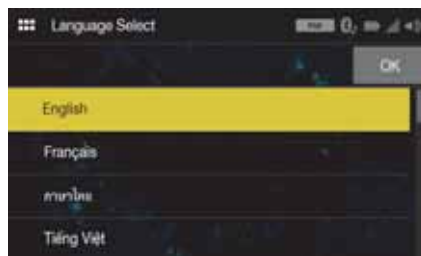 Language Select
OK
English
Français
ภาษาไทย
Tiếng Việt